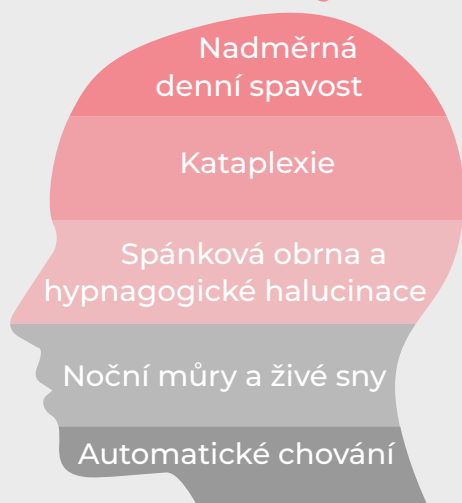 Nadměrná
denní spavost
Kataplexie
Spánková obrna a
hypnagogické halucinace
Noční můry a živé sny
Automatické chování